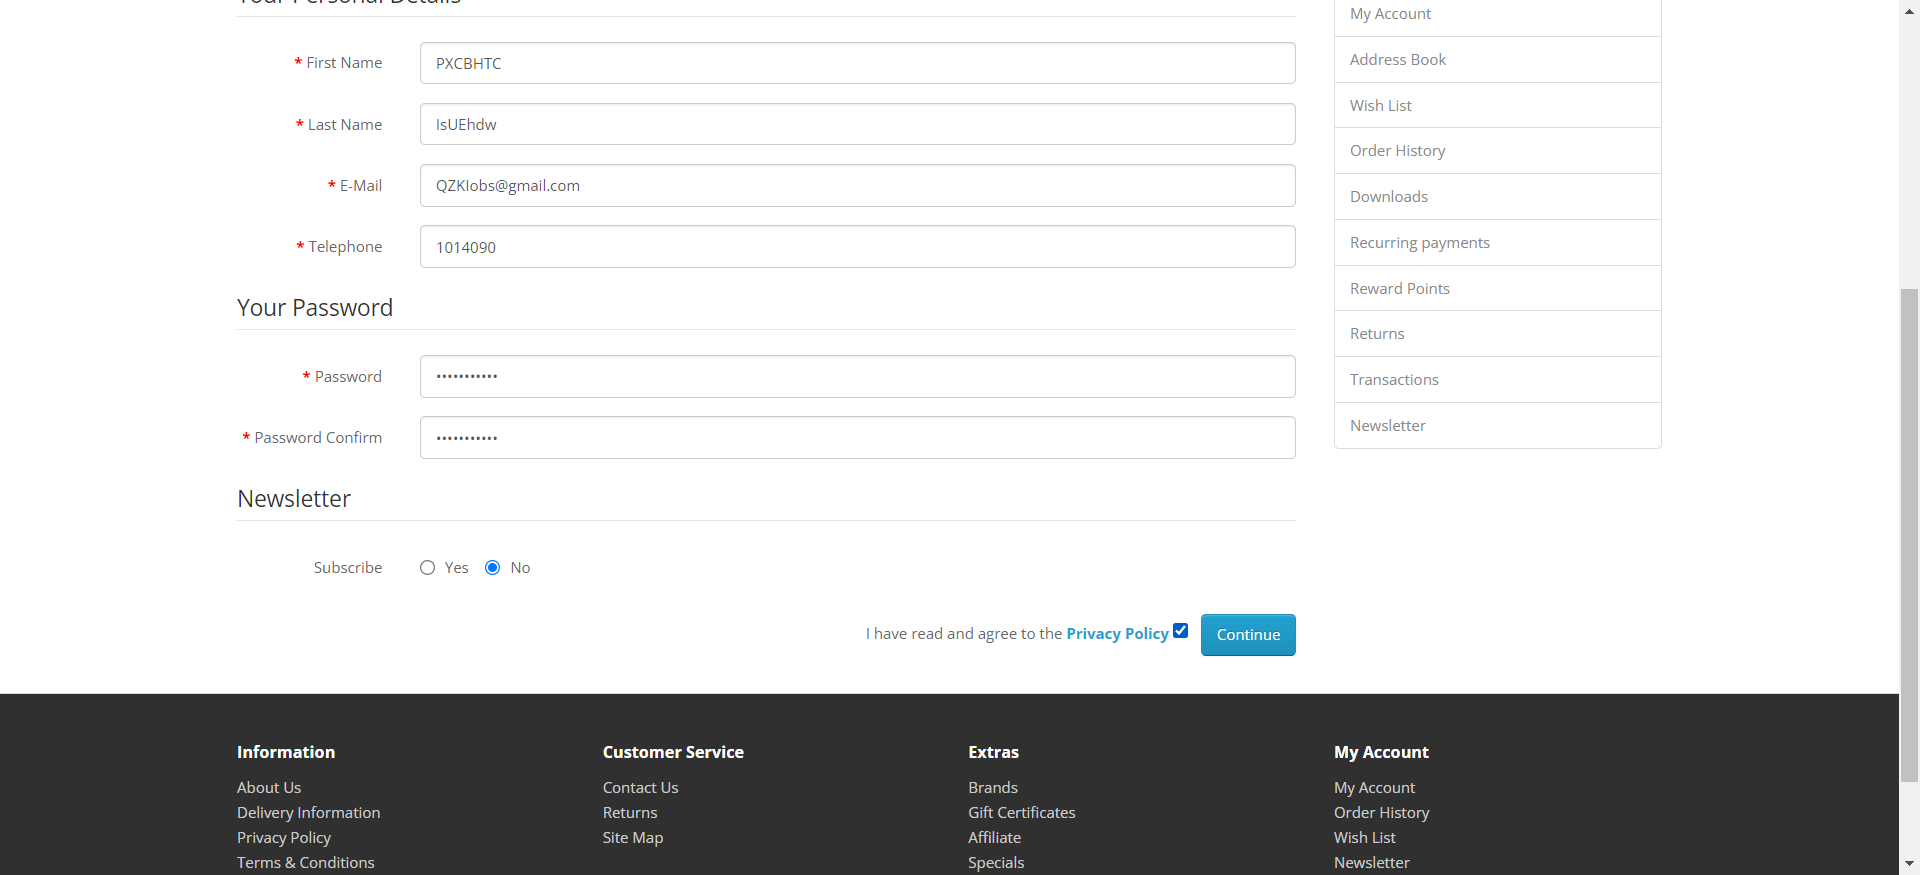 Your Personal Details
* First Name
PXCBHTC
* Last Name
IsUEhdw
* E-Mail
QZKIobs@gmail.com
* Telephone
1014090
Your Password
* Password
•••••••••••
* Password Confirm
•••••••••••
Newsletter
Subscribe
Yes
No
I have read and agree to the Privacy Policy
Continue
My Account
Address Book
Wish List
Order History
Downloads
Recurring payments
Reward Points
Returns
Transactions
Newsletter
Information
About Us
Delivery Information
Privacy Policy
Terms & Conditions
Customer Service
Contact Us
Returns
Site Map
Extras
Brands
Gift Certificates
Affiliate
Specials
My Account
My Account
Order History
Wish List
Newsletter